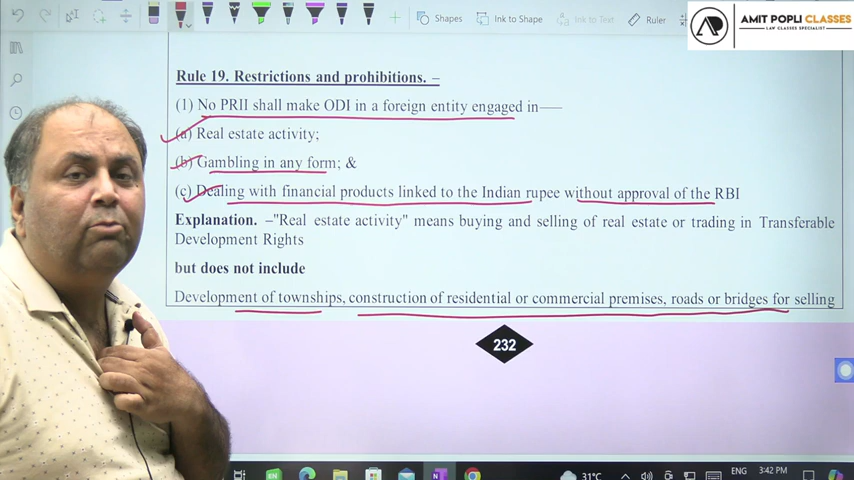 Shapes
Ink to Shape
Ink to Text
Ruler
AMIT POPLI CLASSES
LAW CLASSES SPECIALIST
Rule 19. Restrictions and prohibitions. –
(1) No PRII shall make ODI in a foreign entity engaged in—
(a) Real estate activity;
(b) Gambling in any form; &
(c) Dealing with financial products linked to the Indian rupee without approval of the RBI
Explanation. –"Real estate activity" means buying and selling of real estate or trading in Transferable
Development Rights
but does not include
Development of townships, construction of residential or commercial premises, roads or bridges for selling
232
31°C
ENG
3:42 PM